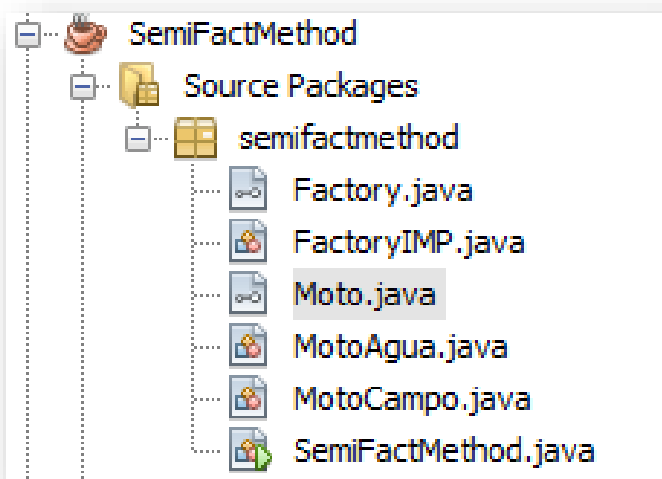 SemiFactMethod
Source Packages
semifactmethod
Factory.java
FactoryIMP.java
Moto.java
MotoAgua.java
MotoCampo.java
SemiFactMethod.java